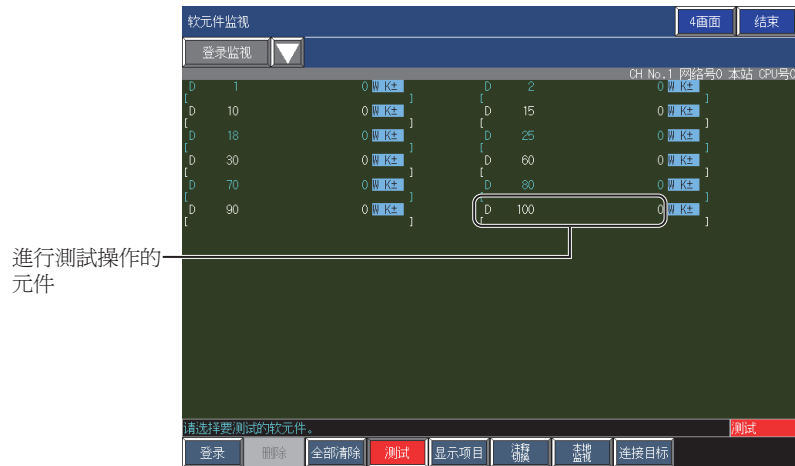 软元件监视 4画面 结束
登录监视
CH No.1 网络号0 本站 CPU号0
D 1 0 W K± D 2 0 W K±
[ ] [ ]
D 10 0 W K± D 15 0 W K±
[ ] [ ]
D 18 0 W K± D 25 0 W K±
[ ] [ ]
D 30 0 W K± D 60 0 W K±
[ ] [ ]
D 70 0 W K± D 80 0 W K±
[ ] [ ]
D 90 0 W K± D 100 0 W K±
[ ] [ ]
進行測試操作的
元件
请选择要测试的软元件。 测试
登录 删除 全部清除 测试 显示项目 注释切换 本地监视 连接目标